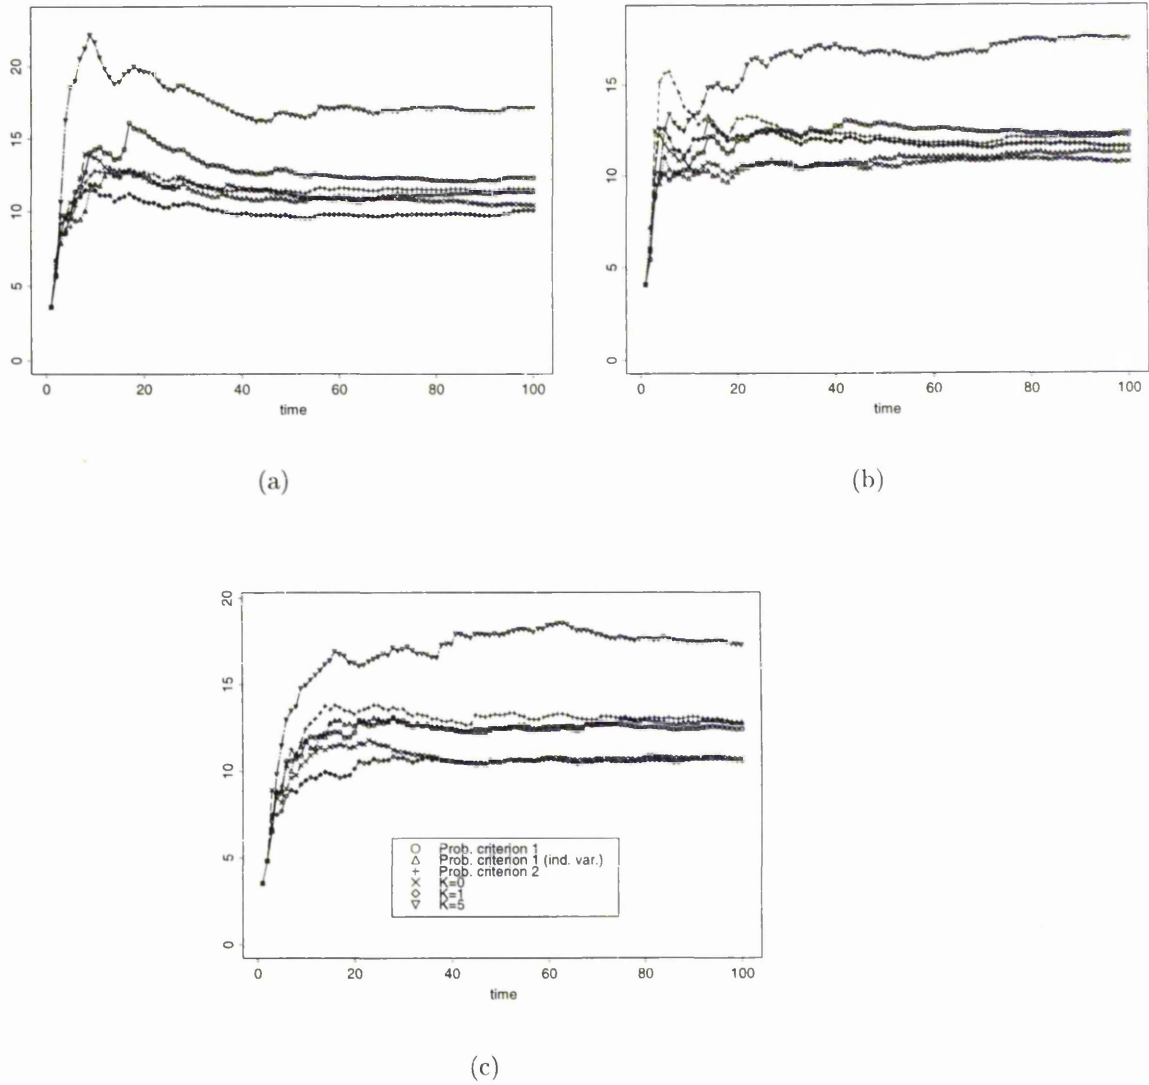 20
15
10
5
0
0 20 40 60 80 100
time
(a)
15
10
5
0
0 20 40 60 80 100
time
(b)
20
15
10
5
0
Prob. criterion 1
Prob. criterion 1 (ind. var.)
Prob. criterion 2
K=0
K=1
K=5
0 20 40 60 80 100
time
(c)